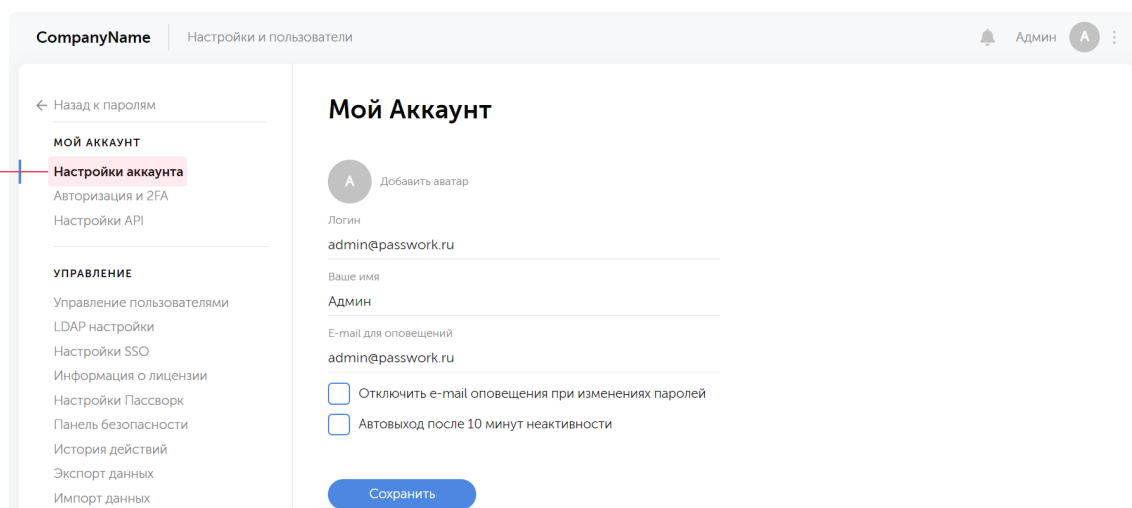 CompanyName
Настройки и пользователи
Админ
А
Назад к паролям
МОЙ АККАУНТ
Настройки аккаунта
Авторизация и 2FA
Настройки API
УПРАВЛЕНИЕ
Управление пользователями
LDAP настройки
Настройки SSO
Информация о лицензии
Настройки Пассворк
Панель безопасности
История действий
Экспорт данных
Импорт данных
Мой Аккаунт
А
Добавить аватар
Логин
admin@passwork.ru
Ваше имя
Админ
E-mail для оповещений
admin@passwork.ru
Отключить e-mail оповещения при изменениях паролей
Автовыход после 10 минут неактивности
Сохранить